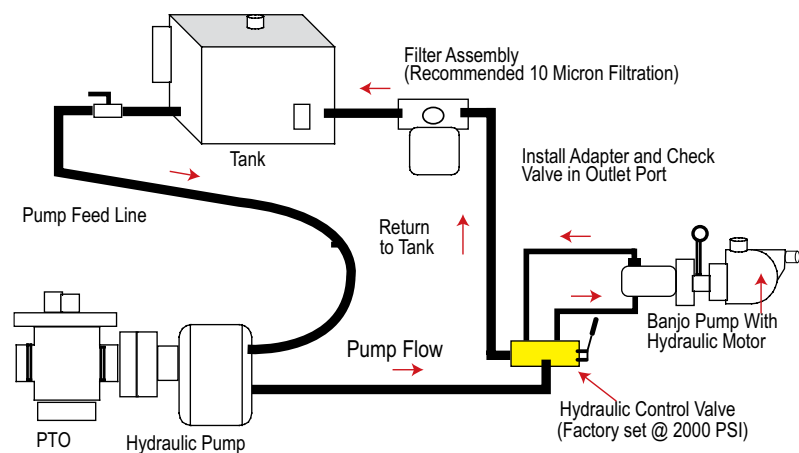 Filter Assembly
(Recommended 10 Micron Filtration)
Tank
Install Adapter and Check
Valve in Outlet Port
Pump Feed Line
Return
to Tank
Banjo Pump With
Hydraulic Motor
Pump Flow
Hydraulic Control Valve
(Factory set @ 2000 PSI)
PTO
Hydraulic Pump